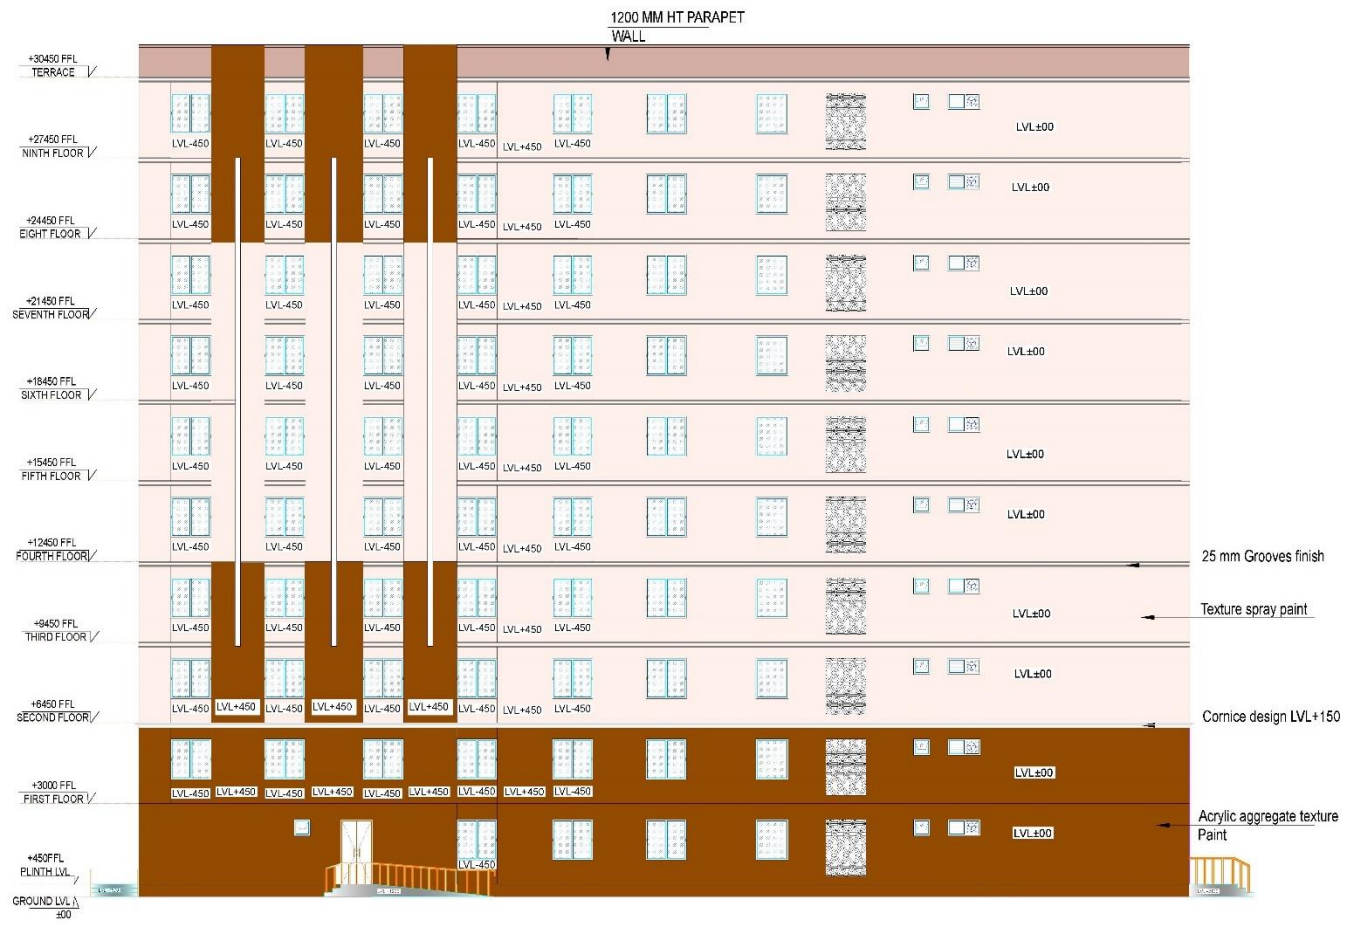 1200 MM HT PARAPET
WALL
+30450 FFL
TERRACE
LVL±00
+27450 FFL
NINTH FLOOR
LVL-450 LVL-450 LVL-450 LVL-450 LVL+450 LVL-450
LVL±00
+24450 FFL
EIGHT FLOOR
LVL-450 LVL-450 LVL-450 LVL-450 LVL+450 LVL-450
LVL±00
+21450 FFL
SEVENTH FLOOR
LVL-450 LVL-450 LVL-450 LVL-450 LVL+450 LVL-450
LVL±00
+18450 FFL
SIXTH FLOOR
LVL-450 LVL-450 LVL-450 LVL-450 LVL+450 LVL-450
LVL±00
+15450 FFL
FIFTH FLOOR
LVL-450 LVL-450 LVL-450 LVL-450 LVL+450 LVL-450
LVL±00
+12450 FFL
FOURTH FLOOR
LVL-450 LVL-450 LVL-450 LVL-450 LVL+450 LVL-450
25 mm Grooves finish
Texture spray paint
LVL±00
+9450 FFL
THIRD FLOOR
LVL-450 LVL-450 LVL-450 LVL-450 LVL+450 LVL-450
LVL±00
+6450 FFL
SECOND FLOOR
LVL-450 LVL+450 LVL-450 LVL+450 LVL-450 LVL+450 LVL-450 LVL+450 LVL-450
Cornice design LVL+150
LVL±00
+3000 FFL
FIRST FLOOR
LVL-450 LVL+450 LVL-450 LVL+450 LVL-450 LVL+450 LVL-450 LVL+450 LVL-450
Acrylic aggregate texture
Paint
LVL±00
+450FFL
PLINTH LVL
LVL-450
GROUND LVL
±00